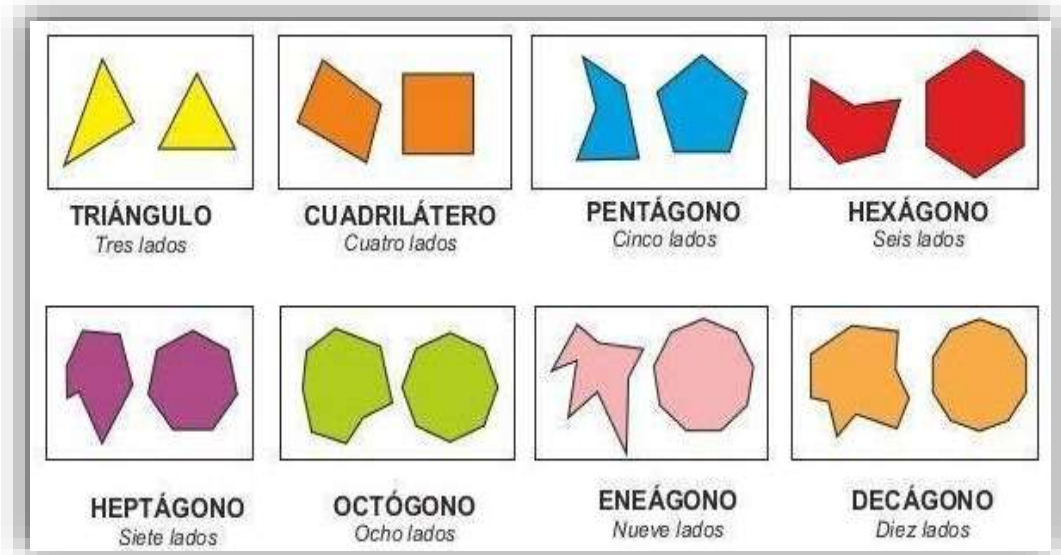 TRIÁNGULO
Tres lados
CUADRILÁTERO
Cuatro lados
PENTÁGONO
Cinco lados
HEXÁGONO
Seis lados
HEPTÁGONO
Siete lados
OCTÓGONO
Ocho lados
ENEÁGONO
Nueve lados
DECÁGONO
Diez lados